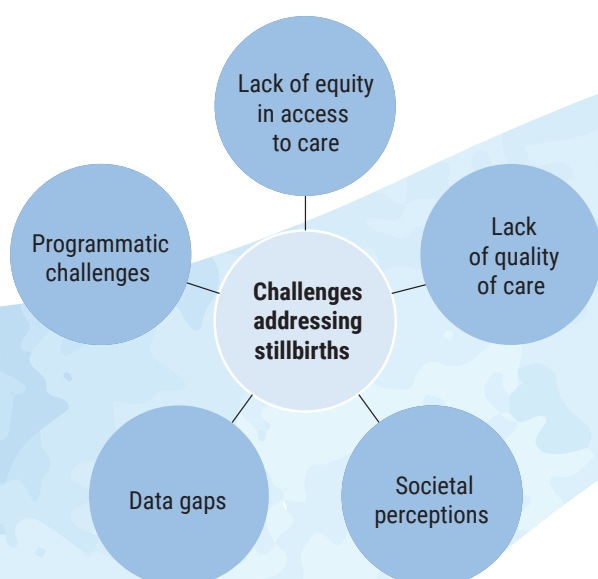 Lack of equity
in access
to care
Programmatic
challenges
Lack
of quality
of care
Challenges
addressing
stillbirths
Data gaps
Societal
perceptions